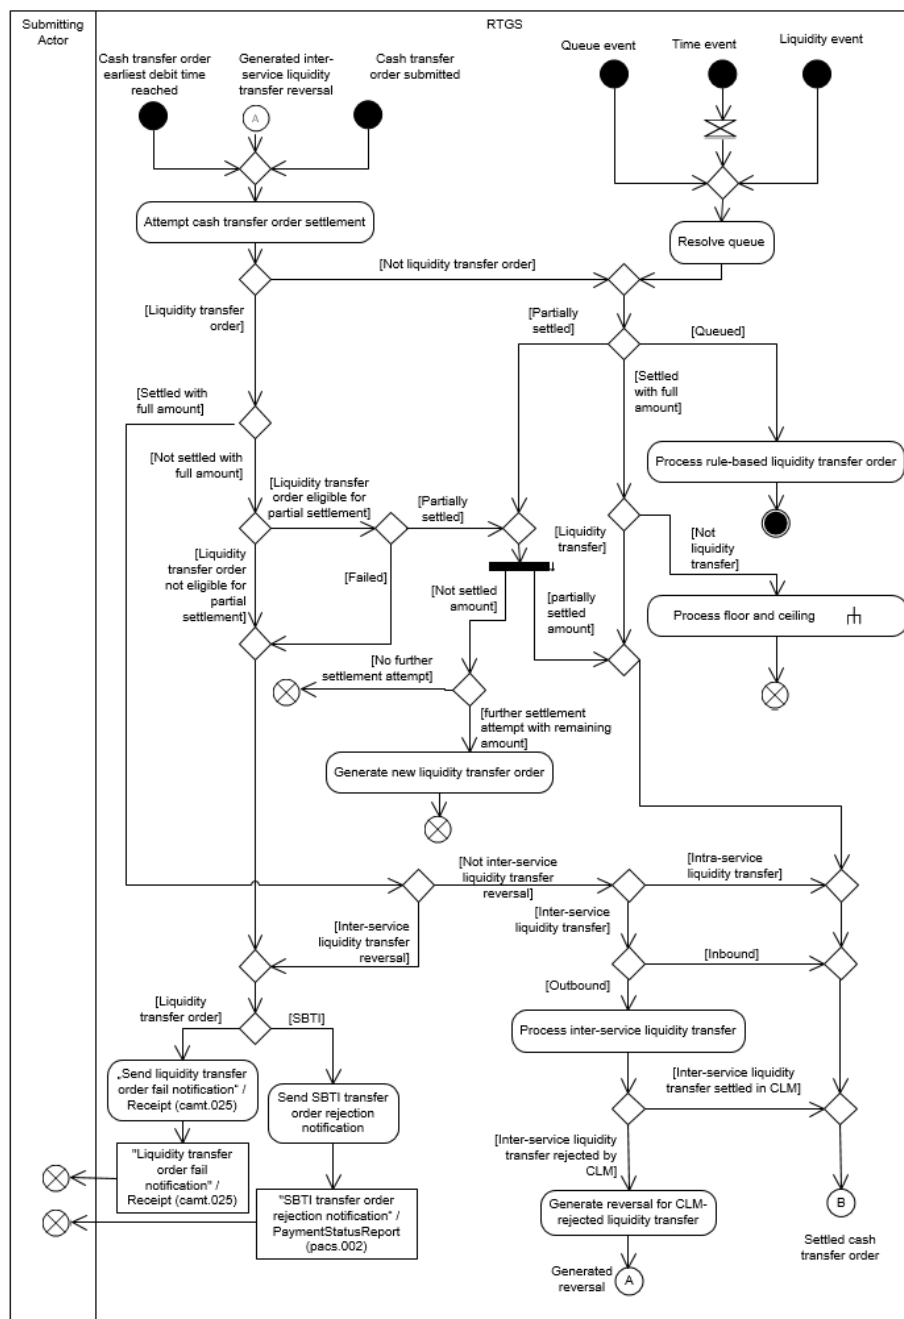 Submitting
Actor
RTGS
Cash transfer order
earliest debit time
reached
Generated inter-
service liquidity
transfer reversal
Cash transfer
order submitted
Queue event
Time event
Liquidity event
A
Attempt cash transfer order settlement
Resolve queue
[Not liquidity transfer order]
[Liquidity transfer
order]
[Partially
settled]
[Queued]
[Settled
with full
amount]
[Settled with
full amount]
[Not settled with
full amount]
Process rule-based liquidity transfer order
[Liquidity transfer
order eligible for
partial settlement]
[Partially
settled]
[Liquidity
transfer]
[Not
liquidity
transfer]
[Liquidity
transfer order
not eligible for
partial
settlement]
[Failed]
[Not settled
amount]
[partially
settled
amount]
Process floor and ceiling
[No further
settlement attempt]
[further settlement
attempt with remaining
amount]
Generate new liquidity transfer order
[Not inter-service
liquidity transfer
reversal]
[Intra-service
liquidity transfer]
[Inter-service
liquidity transfer
reversal]
[Inter-service
liquidity transfer]
[Inbound]
[Outbound]
[Liquidity
transfer order]
[SBTI]
Process inter-service liquidity transfer
„Send liquidity transfer
order fail notification“ /
Receipt (camt.025)
Send SBTI transfer
order rejection
notification
[Inter-service liquidity
transfer settled in CLM]
[Inter-service liquidity
transfer rejected by
CLM]
"Liquidity transfer
order fail
notification" /
Receipt (camt.025)
"SBTI transfer order
rejection notification" /
PaymentStatusReport
(pacs.002)
Generate reversal for CLM-
rejected liquidity transfer
B
Settled cash
transfer order
Generated
reversal
A